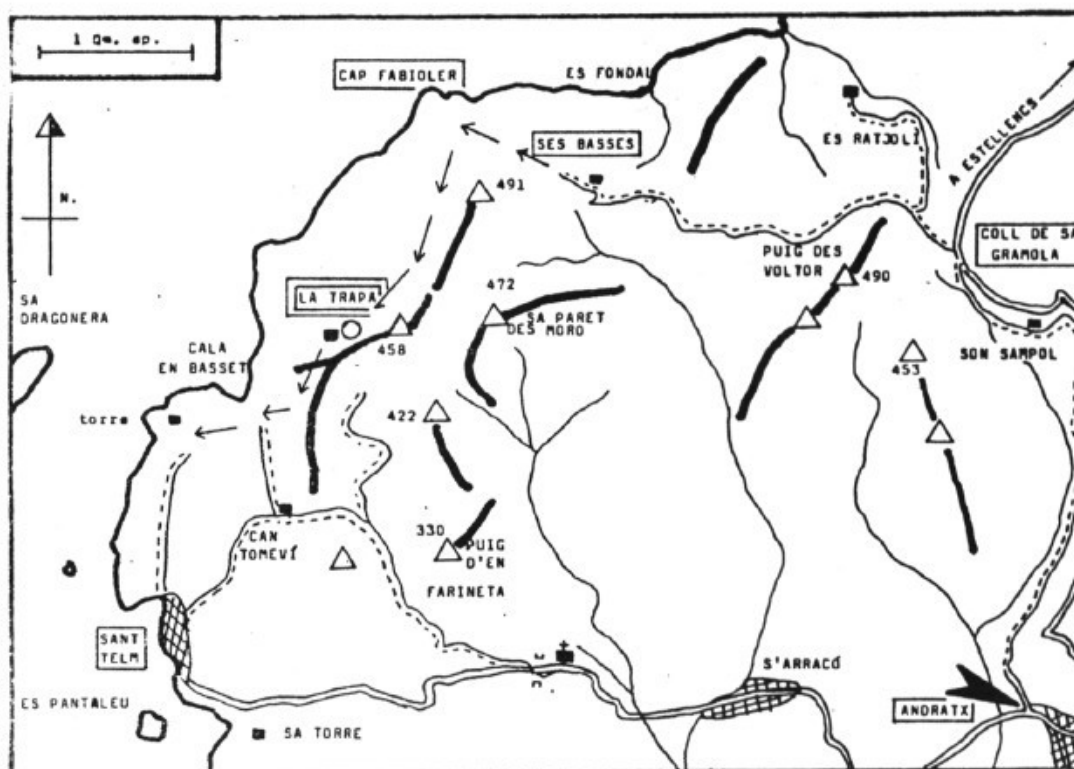 1 Qm. ap.
CAP FABIOLER
ES FONDAL
ES RATJOLÍ
A ESTELLENCS
SES BASSES
N.
491
COLL DE SA
GRAMOLA
PUIG DES
VOLTOR
490
472
LA TRAPA
SA PARET
DES MORO
SA
DRAGONERA
458
CALA
EN BASSET
SON SAMPOL
453
torre
422
CAN
TOMEVÍ
330
PUIG
D'EN
FARINETA
SANT
TELM
S'ARRACÓ
ES PANTALEU
SA TORRE
ANDRATX